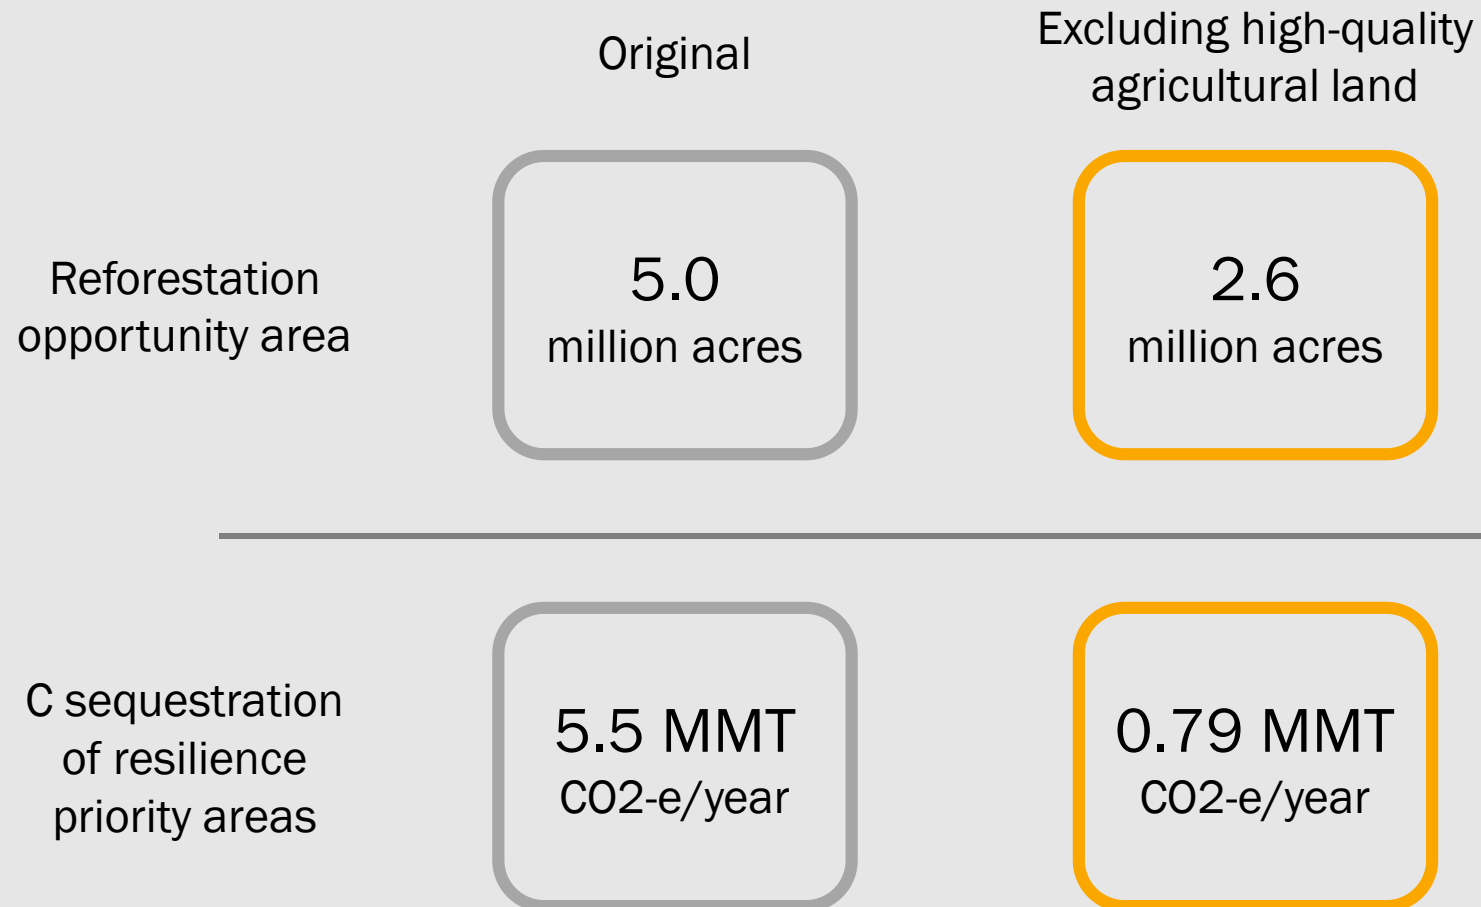 Original
Excluding high-quality
agricultural land
Reforestation
opportunity area
5.0
million acres
2.6
million acres
C sequestration
of resilience
priority areas
5.5 MMT
CO2-e/year
0.79 MMT
CO2-e/year